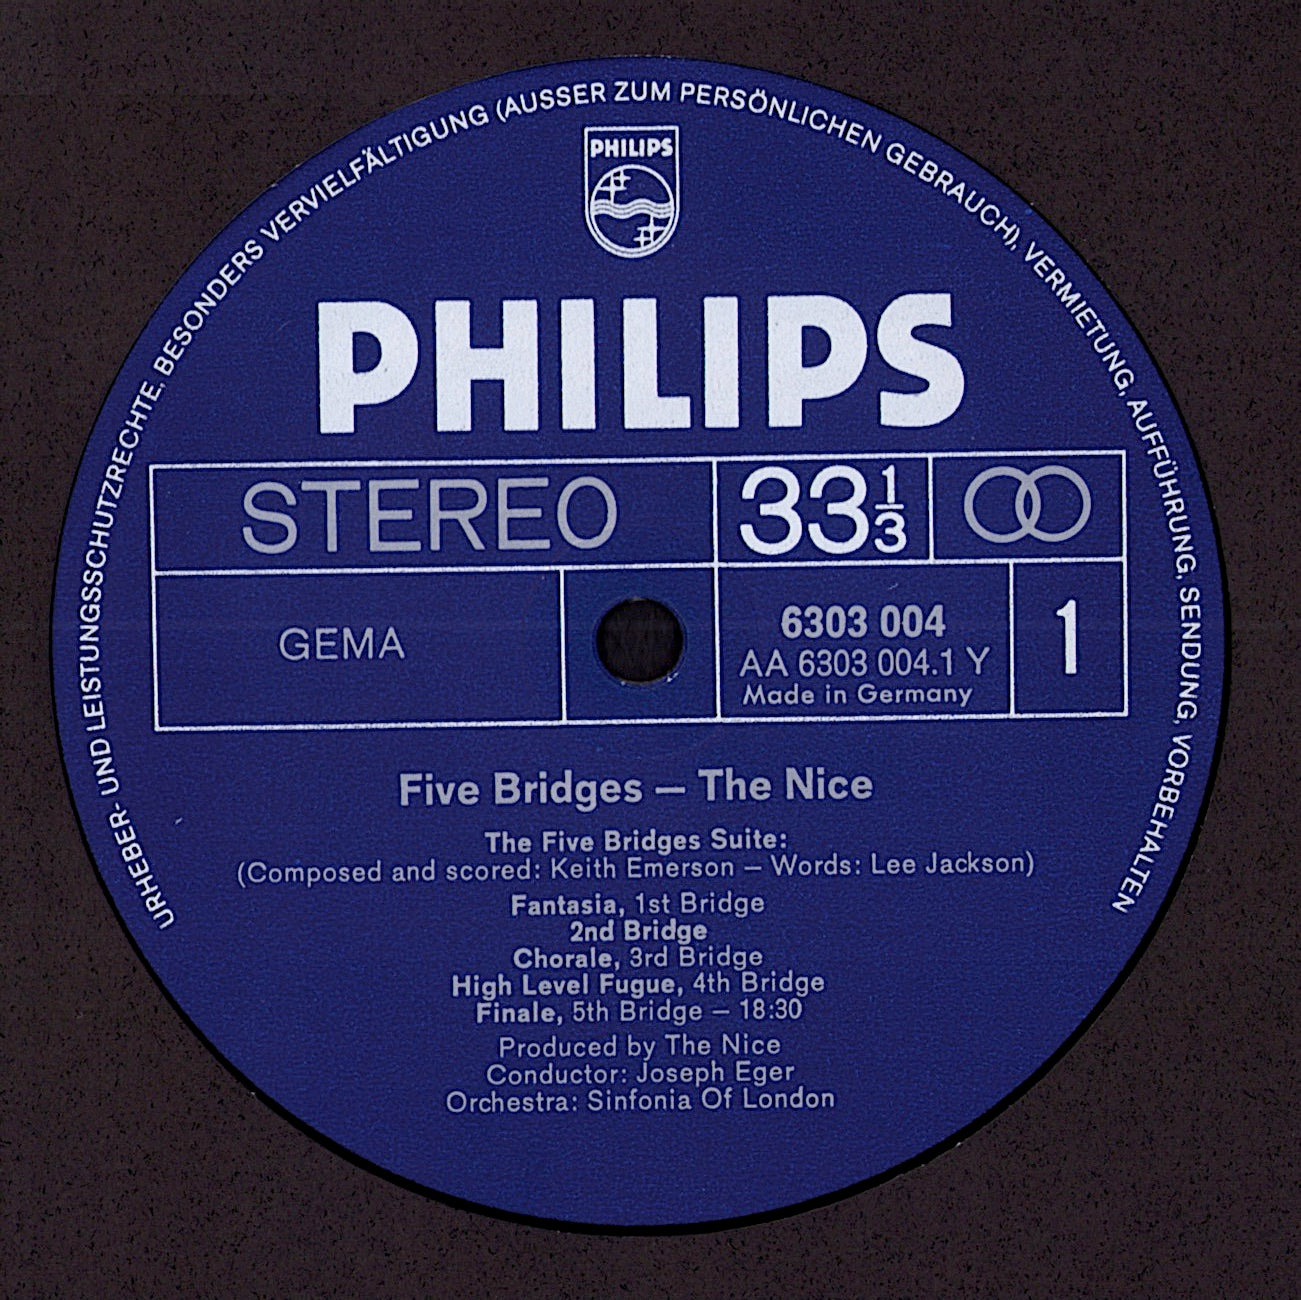 URHEBER- UND LEISTUNGSSCHUTZRECHTE, BESONDERS VERVIELFÄLTIGUNG (AUSSER ZUM PERSÖNLICHEN GEBRAUCH), VERMIETUNG, AUFFÜHRUNG, SENDUNG, VORBEHALTEN
PHILIPS
PHILIPS
STEREO 33 1/3
GEMA
6303 004 1
AA 6303 004.1 Y
Made in Germany
Five Bridges – The Nice
The Five Bridges Suite:
(Composed and scored: Keith Emerson – Words: Lee Jackson)
Fantasia, 1st Bridge
2nd Bridge
Chorale, 3rd Bridge
High Level Fugue, 4th Bridge
Finale, 5th Bridge – 18:30
Produced by The Nice
Conductor: Joseph Eger
Orchestra: Sinfonia Of London